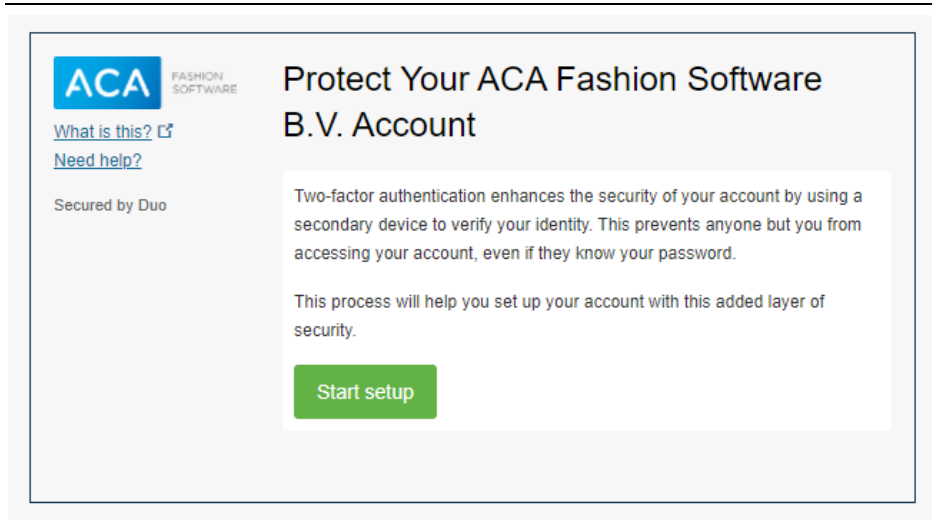 ACA FASHION
SOFTWARE
What is this?
Need help?
Secured by Duo
Protect Your ACA Fashion Software
B.V. Account
Two-factor authentication enhances the security of your account by using a
secondary device to verify your identity. This prevents anyone but you from
accessing your account, even if they know your password.
This process will help you set up your account with this added layer of
security.
Start setup